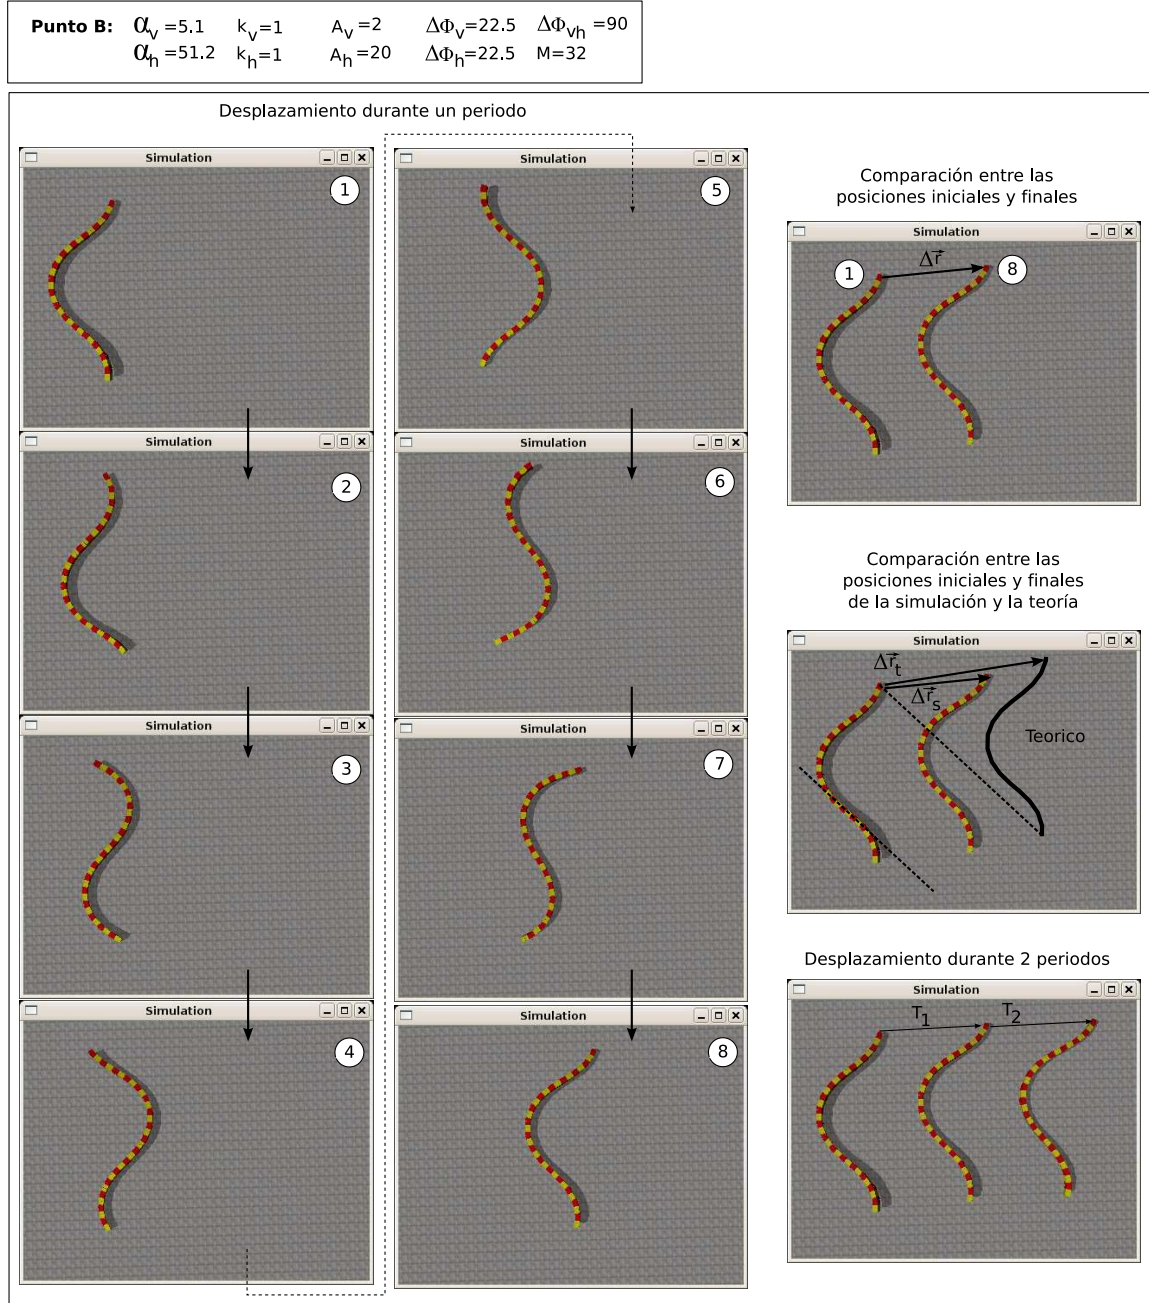 Punto B: αv=5.1 kv=1 Av=2 ΔΦv=22.5 ΔΦvh=90
αh=51.2 kh=1 Ah=20 ΔΦh=22.5 M=32
Desplazamiento durante un periodo
Simulation
1
Simulation
2
Simulation
3
Simulation
4
Simulation
5
Simulation
6
Simulation
7
Simulation
8
Comparación entre las
posiciones iniciales y finales
Simulation
1 Δr⃗ 8
Comparación entre las
posiciones iniciales y finales
de la simulación y la teoría
Simulation
Δr⃗t
Δr⃗s
Teorico
Desplazamiento durante 2 periodos
Simulation
T1 T2